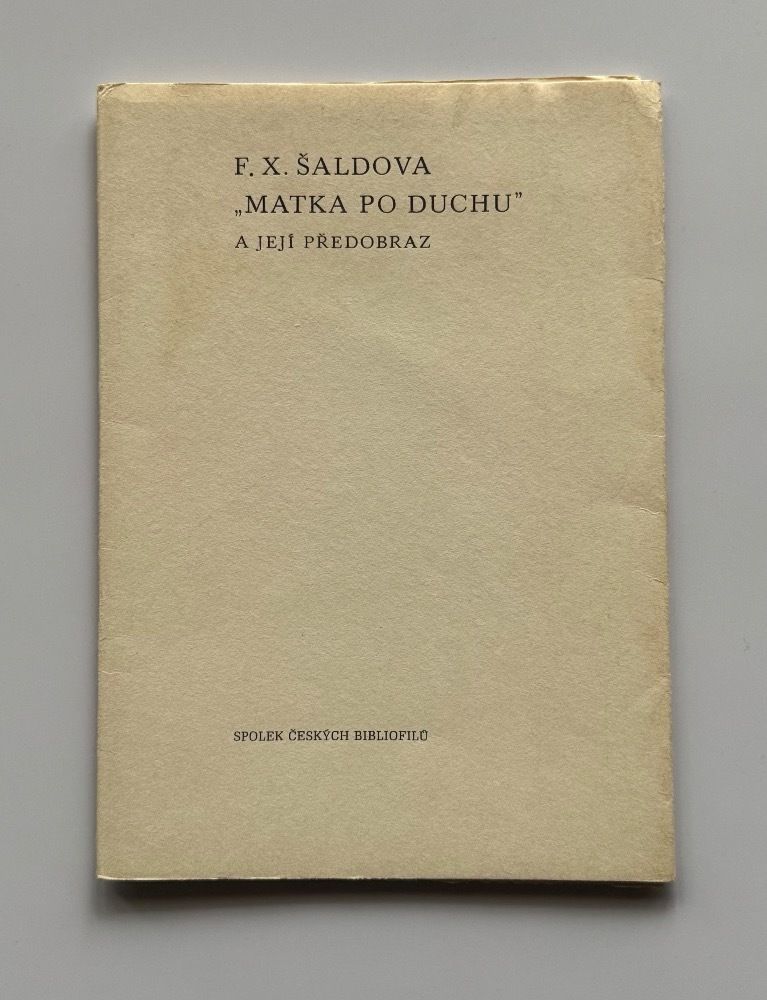 F. X. ŠALDOVA
„MATKA PO DUCHU”
A JEJÍ PŘEDOBRAZ
SPOLEK ČESKÝCH BIBLIOFILŮ